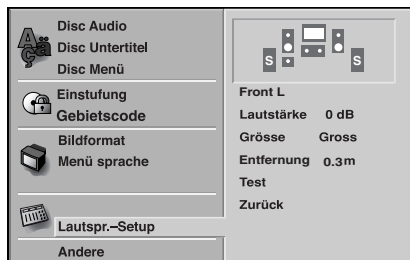 Disc Audio
Disc Untertitel
Disc Menü
Einstufung
Gebietscode
Bildformat
Menü sprache
Lautspr.–Setup
Andere
S S
Front L
Lautstärke 0 dB
Grösse Gross
Entfernung 0.3m
Test
Zurück